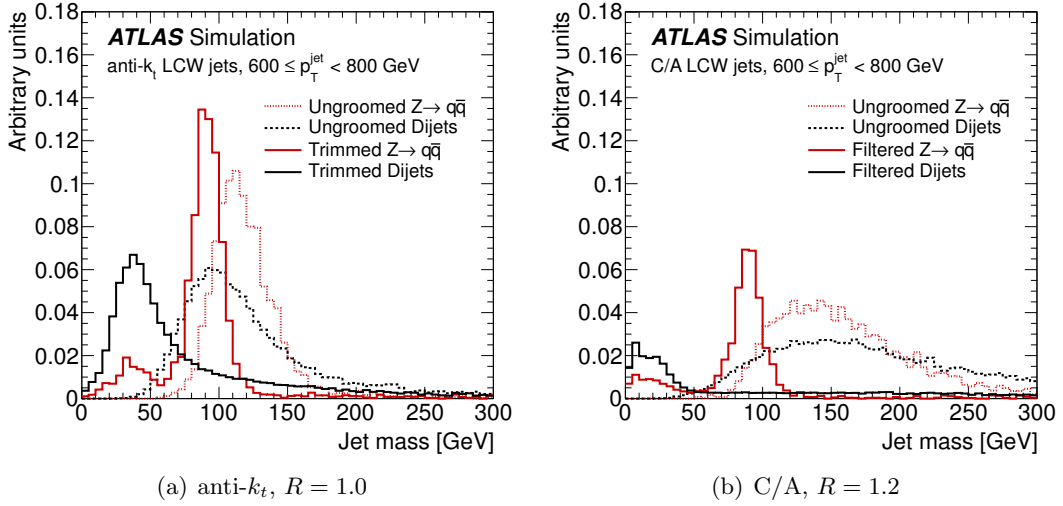 Arbitrary units
0.18
0.16
0.14
0.12
0.1
0.08
0.06
0.04
0.02
0
ATLAS Simulation
anti-k_t LCW jets, 600 ≤ p_T^jet < 800 GeV
Ungroomed Z→ qq̄
Ungroomed Dijets
Trimmed Z→ qq̄
Trimmed Dijets
0 50 100 150 200 250 300
Jet mass [GeV]
(a) anti-k_t, R = 1.0
Arbitrary units
0.18
0.16
0.14
0.12
0.1
0.08
0.06
0.04
0.02
0
ATLAS Simulation
C/A LCW jets, 600 ≤ p_T^jet < 800 GeV
Ungroomed Z→ qq̄
Ungroomed Dijets
Filtered Z→ qq̄
Filtered Dijets
0 50 100 150 200 250 300
Jet mass [GeV]
(b) C/A, R = 1.2